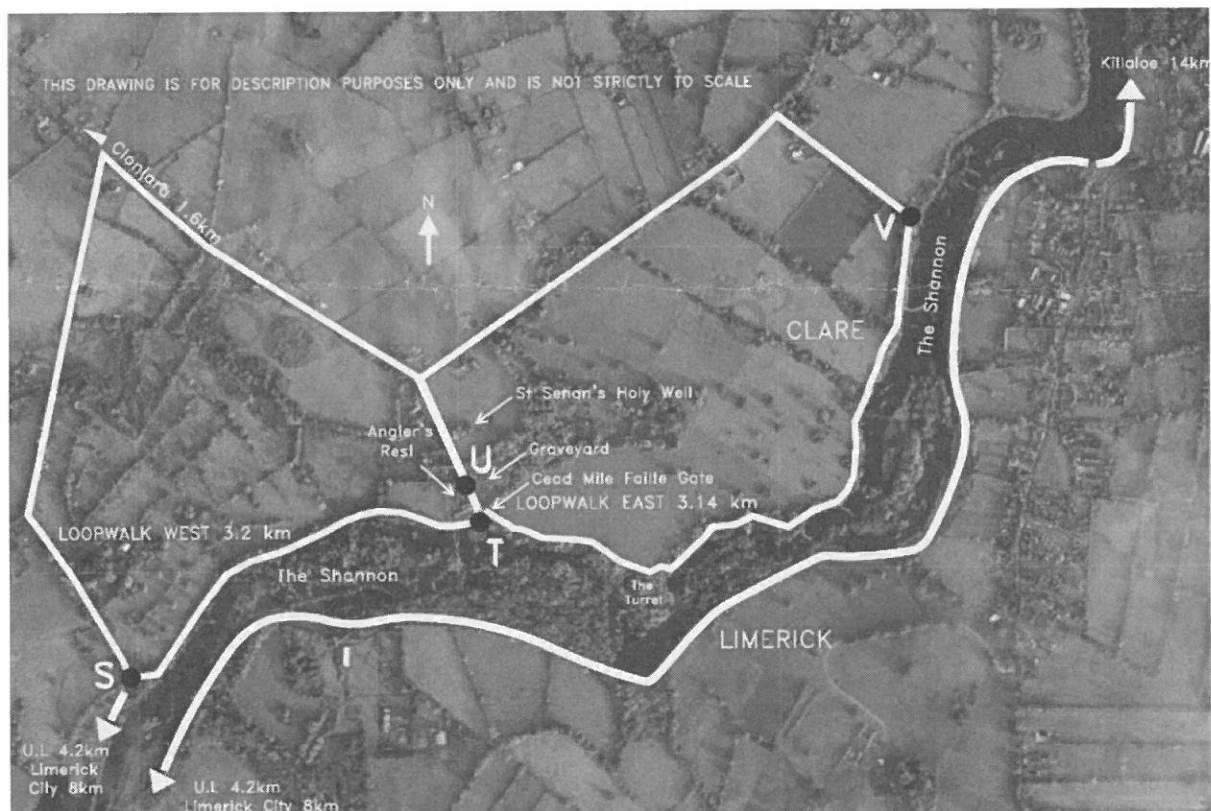 THIS DRAWING IS FOR DESCRIPTION PURPOSES ONLY AND IS NOT STRICTLY TO SCALE
Killaloe 14km
Clonlara 1.6km
N
V
The Shannon
CLARE
St Senan's Holy Well
Angler's
Rest
U
Graveyard
Cead Mile Failte Gate
LOOPWALK EAST 3.14 km
LOOPWALK WEST 3.2 km
T
The Shannon
The
Turret
LIMERICK
S
U.L 4.2km
Limerick
City 8km
U.L 4.2km
Limerick City 8km